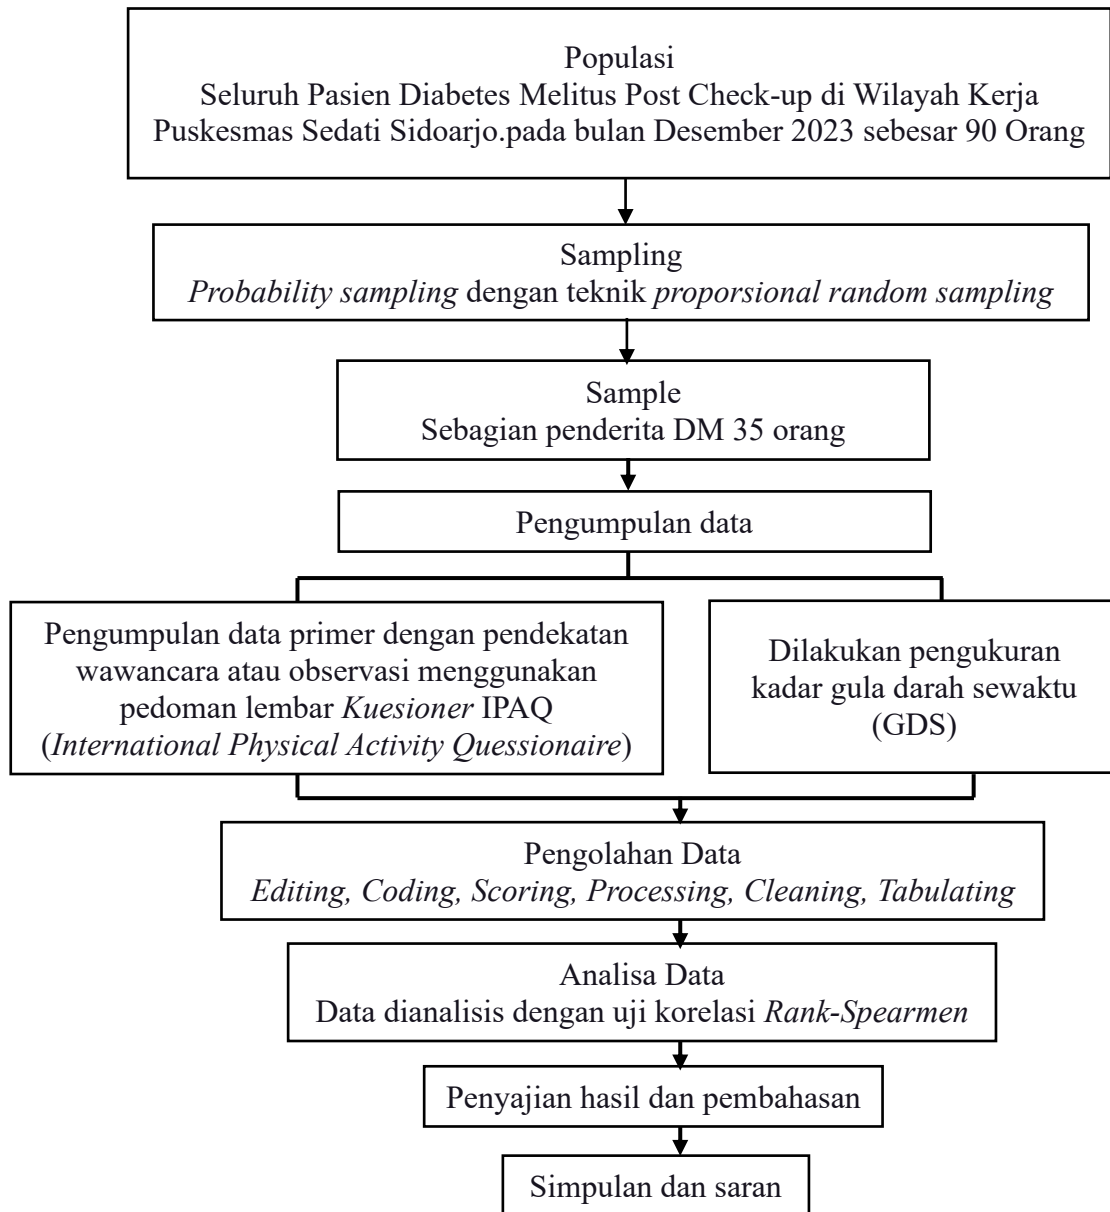 Populasi
Seluruh Pasien Diabetes Melitus Post Check-up di Wilayah Kerja
Puskesmas Sedati Sidoarjo.pada bulan Desember 2023 sebesar 90 Orang
Sampling
Probability sampling dengan teknik proporsional random sampling
Sample
Sebagian penderita DM 35 orang
Pengumpulan data
Pengumpulan data primer dengan pendekatan
wawancara atau observasi menggunakan
pedoman lembar Kuesioner IPAQ
(International Physical Activity Quessionaire)
Dilakukan pengukuran
kadar gula darah sewaktu
(GDS)
Pengolahan Data
Editing, Coding, Scoring, Processing, Cleaning, Tabulating
Analisa Data
Data dianalisis dengan uji korelasi Rank-Spearmen
Penyajian hasil dan pembahasan
Simpulan dan saran